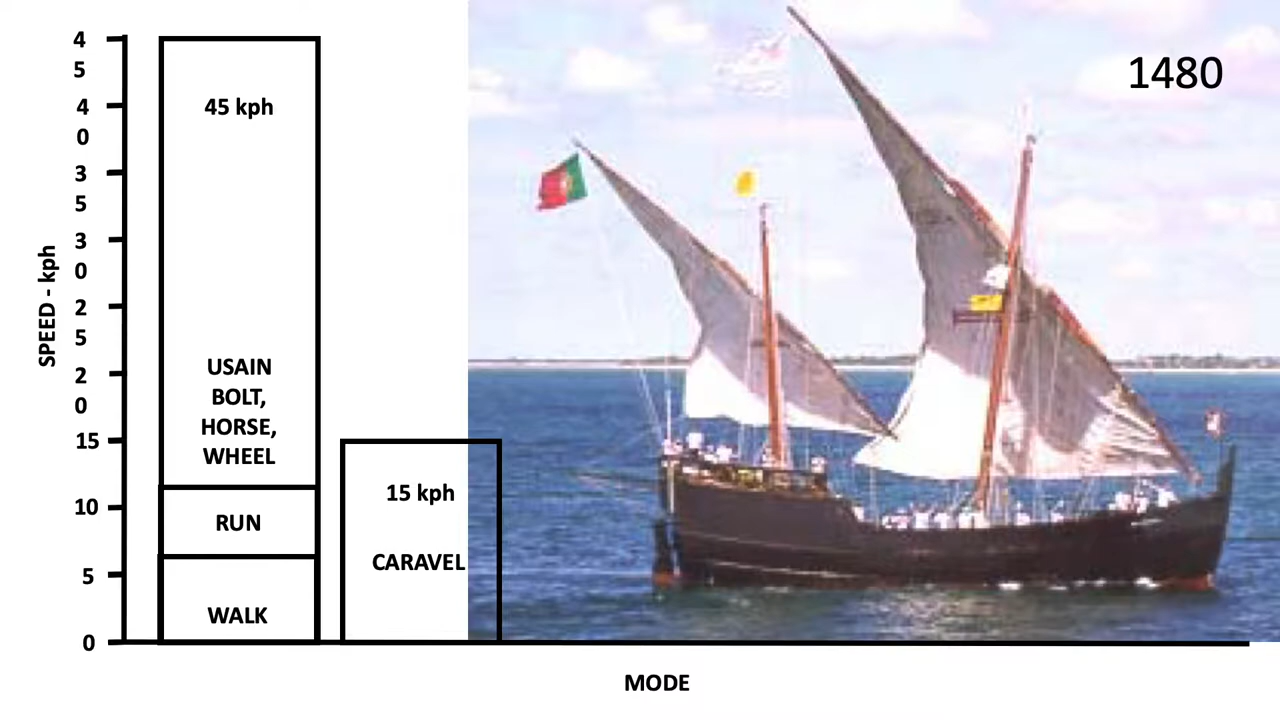 1480
4
5
45 kph
4
0
3
5
3
0
SPEED - kph
2
5
2
0
USAIN
BOLT,
HORSE,
WHEEL
15
15 kph
10
RUN
CARAVEL
5
WALK
0
MODE